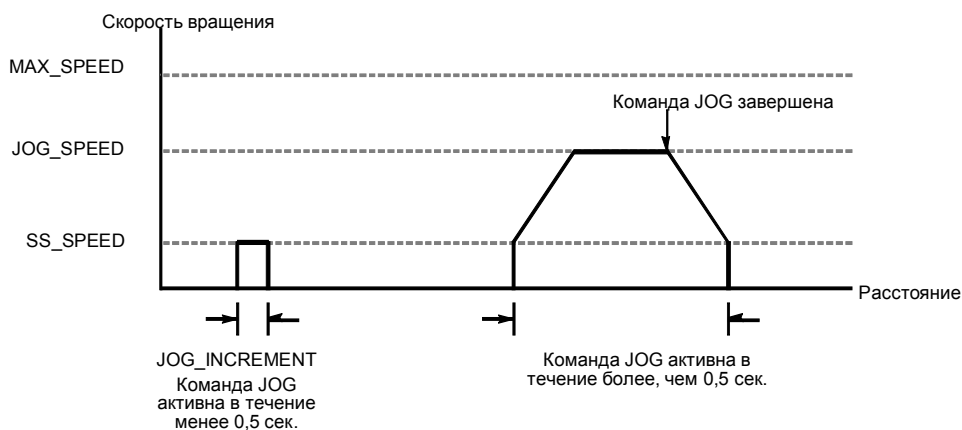 Скорость вращения
MAX_SPEED
Команда JOG завершена
JOG_SPEED
SS_SPEED
Расстояние
JOG_INCREMENT
Команда JOG
активна в течение
менее 0,5 сек.
Команда JOG активна в
течение более, чем 0,5 сек.